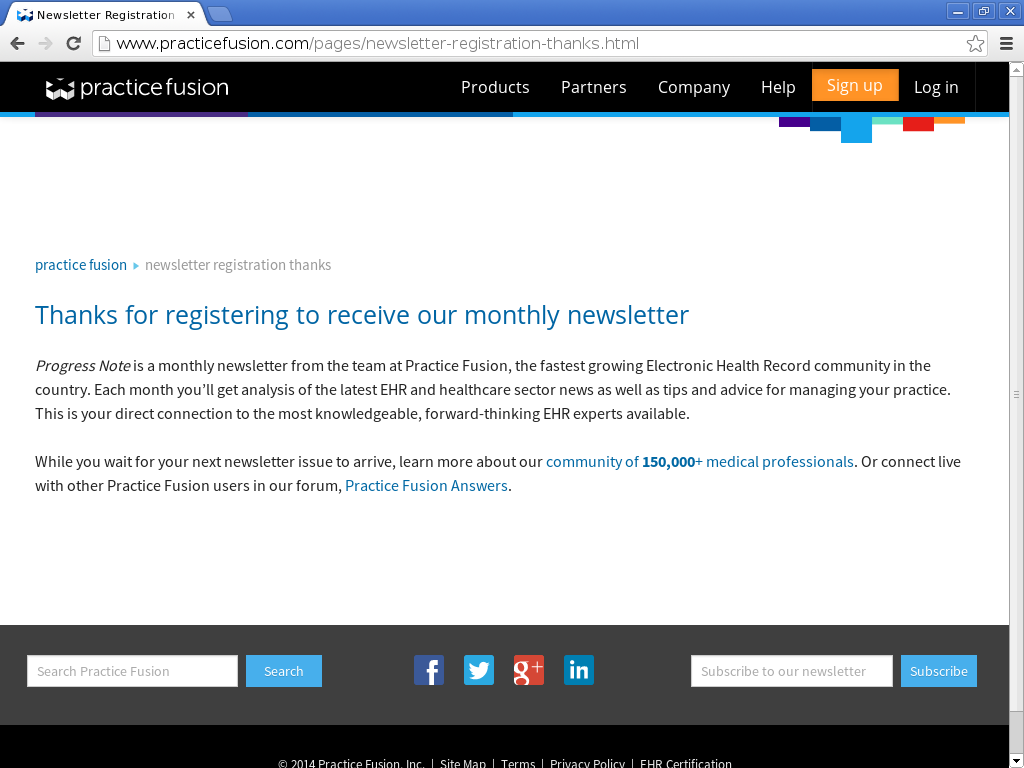 Newsletter Registration
www.practicefusion.com/pages/newsletter-registration-thanks.html
practice fusion
Products Partners Company Help Sign up Log in
practice fusion newsletter registration thanks
Thanks for registering to receive our monthly newsletter
Progress Note is a monthly newsletter from the team at Practice Fusion, the fastest growing Electronic Health Record community in the
country. Each month you’ll get analysis of the latest EHR and healthcare sector news as well as tips and advice for managing your practice.
This is your direct connection to the most knowledgeable, forward-thinking EHR experts available.
While you wait for your next newsletter issue to arrive, learn more about our community of 150,000+ medical professionals. Or connect live
with other Practice Fusion users in our forum, Practice Fusion Answers.
Search Practice Fusion Search f g+ in Subscribe to our newsletter Subscribe
© 2014 Practice Fusion, Inc. | Site Map | Terms | Privacy Policy | EHR Certification